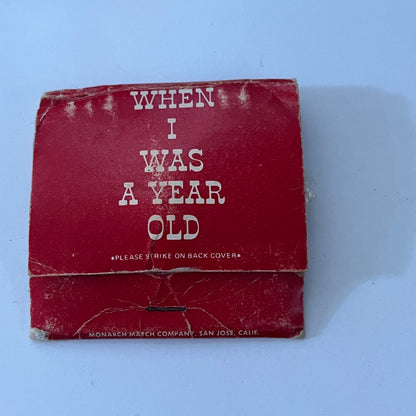 WHEN
I
WAS
A YEAR
OLD
•PLEASE STRIKE ON BACK COVER•
MONARCH MATCH COMPANY, SAN JOSE, CALIF.